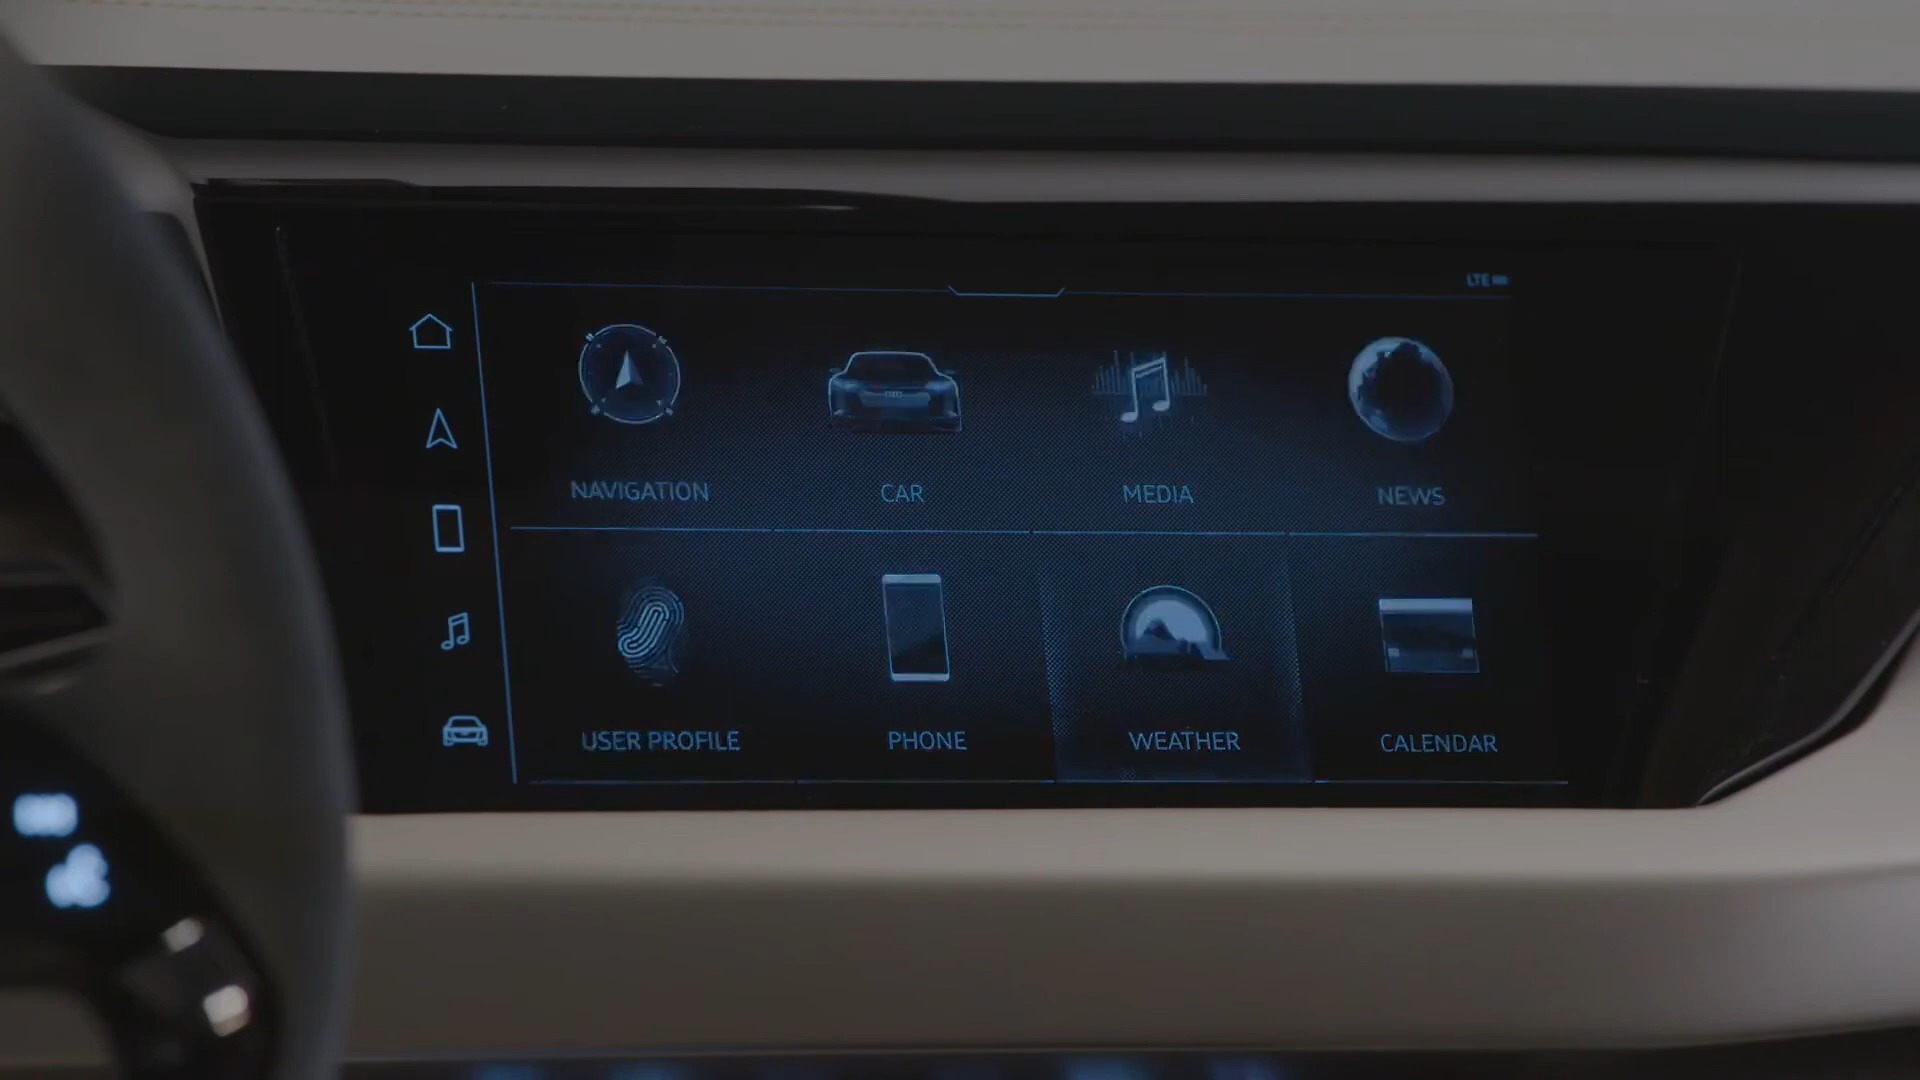 LTE
NAVIGATION
CAR
MEDIA
NEWS
USER PROFILE
PHONE
WEATHER
CALENDAR